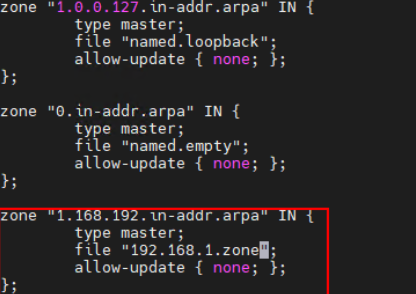 zone "1.0.0.127.in-addr.arpa" IN {
        type master;
        file "named.loopback";
        allow-update { none; };
};

zone "0.in-addr.arpa" IN {
        type master;
        file "named.empty";
        allow-update { none; };
};

zone "1.168.192.in-addr.arpa" IN {
        type master;
        file "192.168.1.zone";
        allow-update { none; };
};